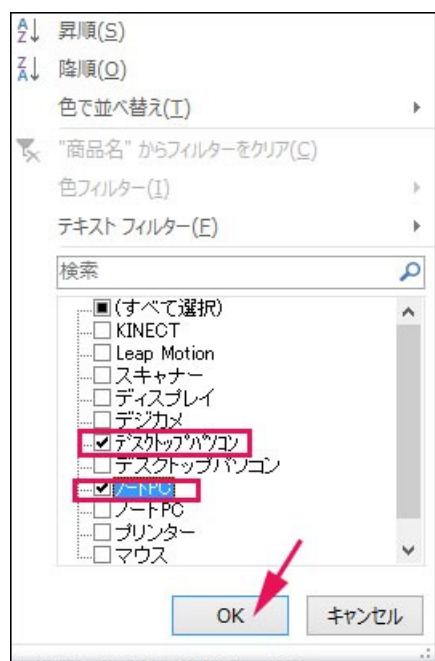 昇順(S)
降順(O)
色で並べ替え(T)
"商品名" からフィルターをクリア(C)
色フィルター(I)
テキスト フィルター(F)
検索
(すべて選択)
KINECT
Leap Motion
スキャナー
ディスプレイ
デジカメ
ﾃﾞｽｸﾄｯﾌﾟﾊﾟｿｺﾝ
デスクトップパソコン
ﾉｰﾄPC
ノートPC
プリンター
マウス
OK キャンセル